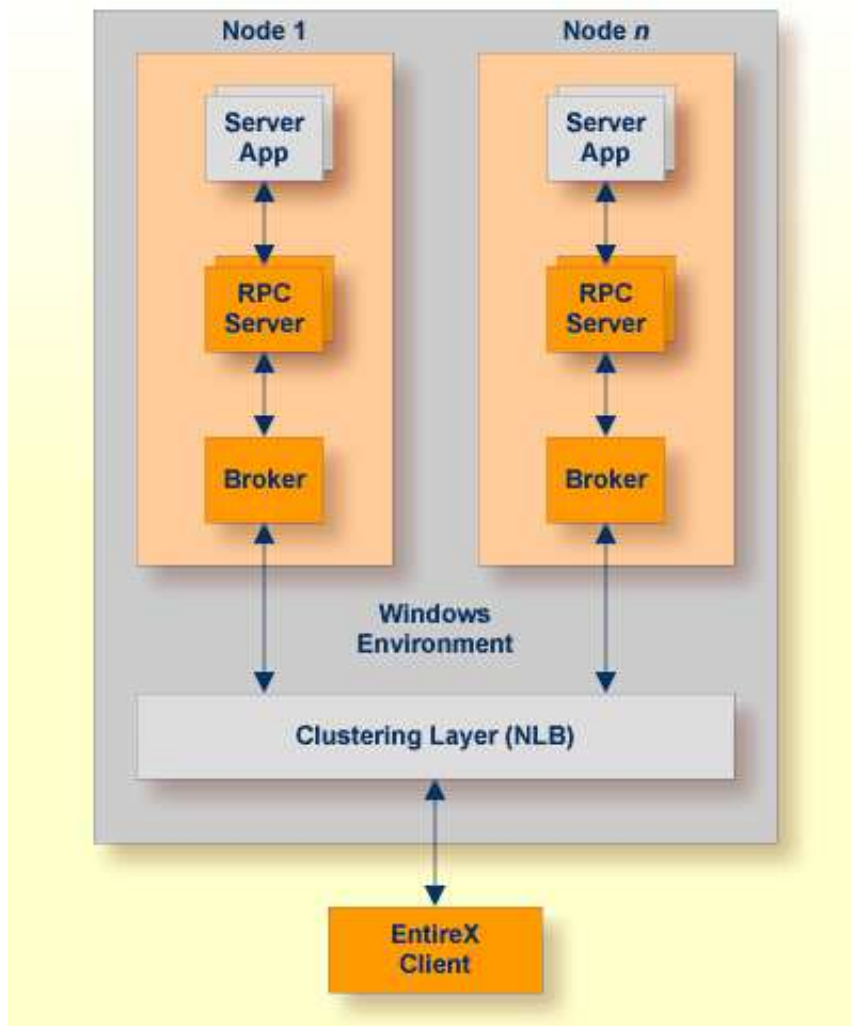 Node 1
Node n
Server
App
Server
App
RPC
Server
RPC
Server
Broker
Broker
Windows
Environment
Clustering Layer (NLB)
EntireX
Client